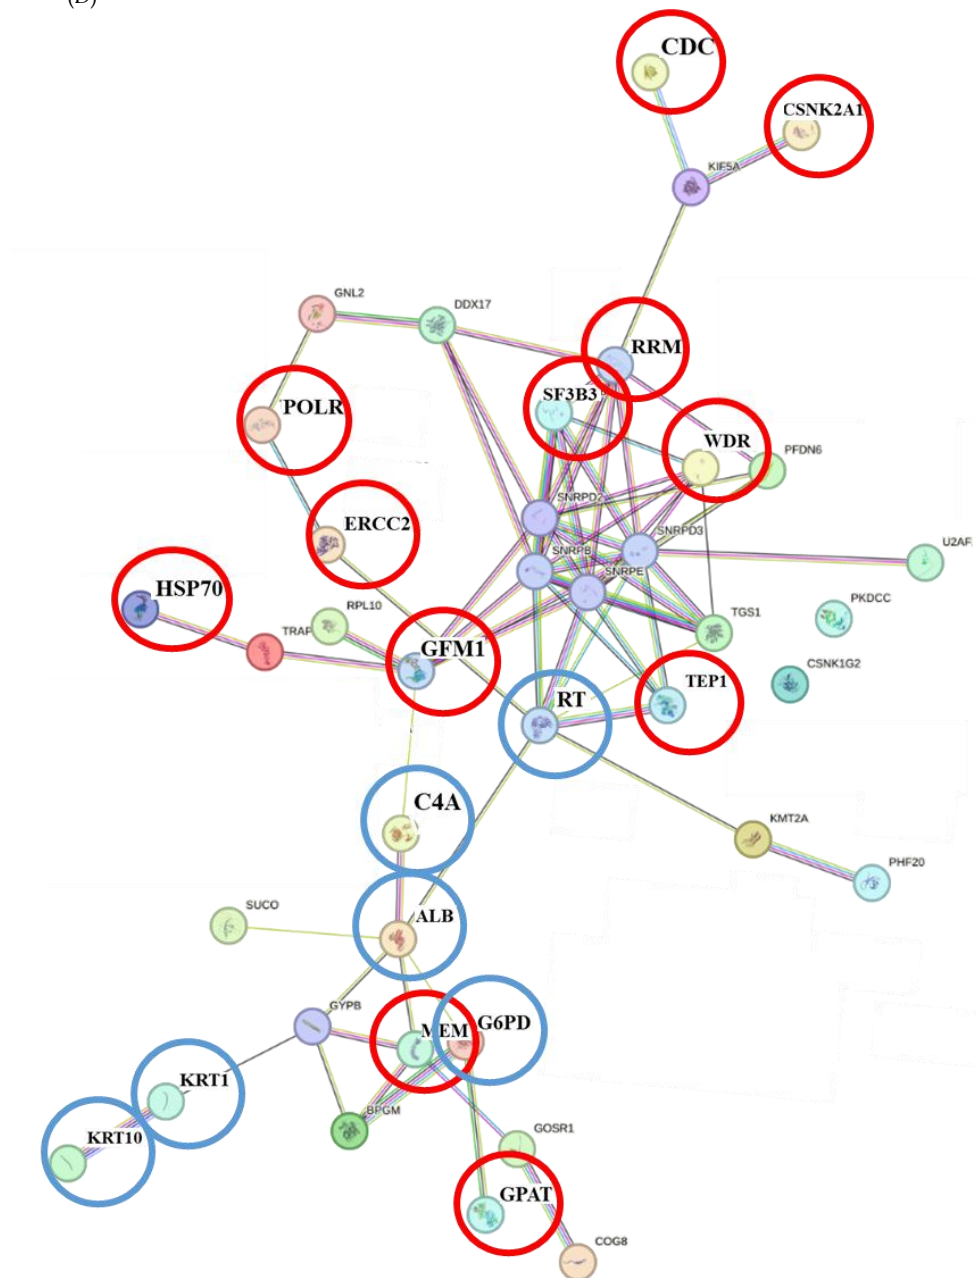 (D)
CDC
CSNK2A1
KIF5A
GNL2
DDX17
RRM
SF3B3
POLR
WDR
PFDN6
SNRPD2
ERCC2
SNRPD3
U2AF
SNRPB
SNRPE
HSP70
PKDCC
RPL10
TGS1
TRAP
GFM1
CSNK1G2
TEP1
RT
C4A
KMT2A
PHF20
SUCO
ALB
GYPB
MEM
G6PD
KRT1
BPGM
GOSR1
KRT10
GPAT
COG8